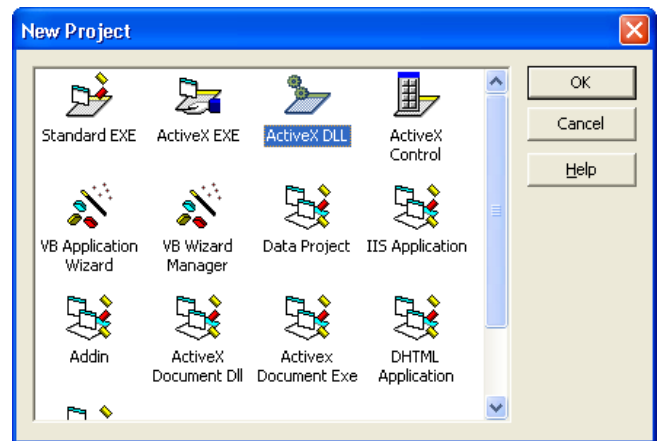 New Project
OK
Cancel
Help
Standard EXE
ActiveX EXE
ActiveX DLL
ActiveX
Control
VB Application
Wizard
VB Wizard
Manager
Data Project
IIS Application
Addin
ActiveX
Document Dll
Activex
Document Exe
DHTML
Application